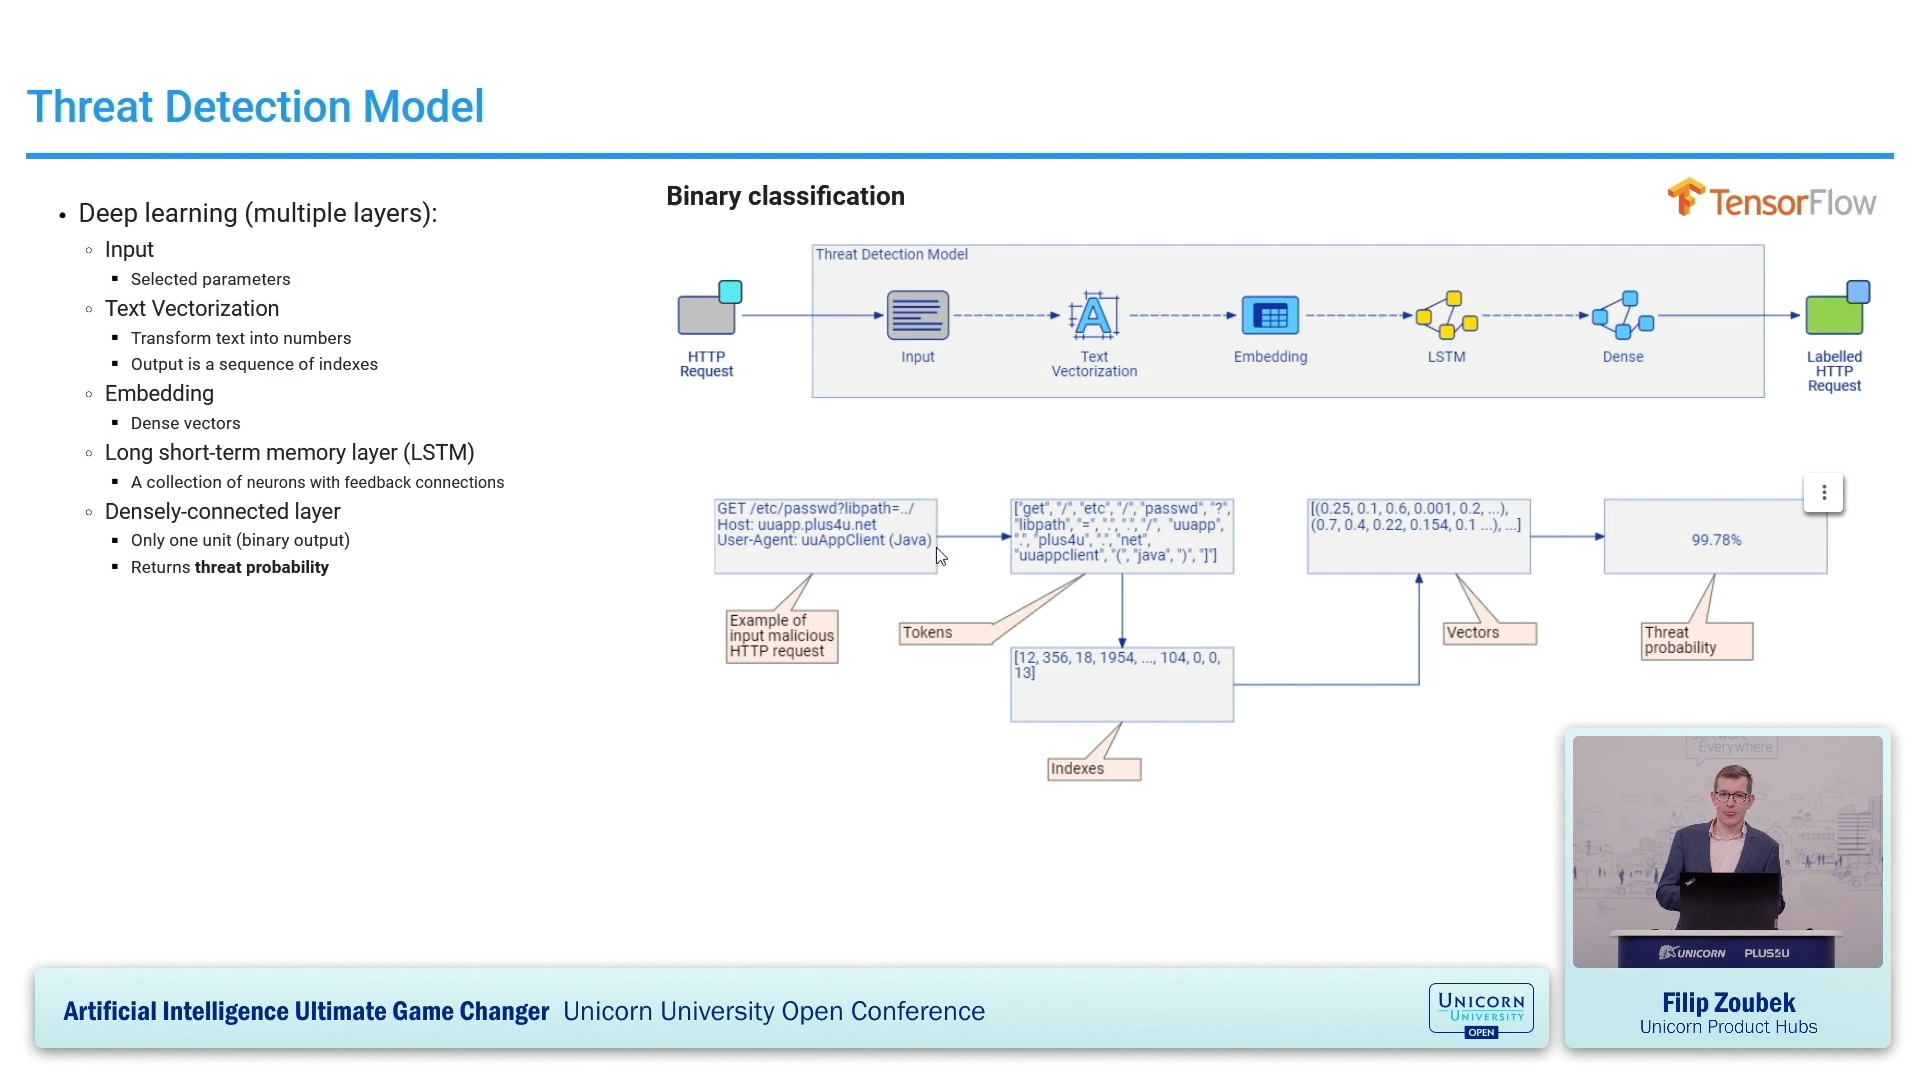 Threat Detection Model
Deep learning (multiple layers):
Input
Selected parameters
Text Vectorization
Transform text into numbers
Output is a sequence of indexes
Embedding
Dense vectors
Long short-term memory layer (LSTM)
A collection of neurons with feedback connections
Densely-connected layer
Only one unit (binary output)
Returns threat probability
Binary classification
TensorFlow
Threat Detection Model
HTTP
Request
Input
Text
Vectorization
Embedding
LSTM
Dense
Labelled
HTTP
Request
GET /etc/passwd?libpath=../
Host: uuapp.plus4u.net
User-Agent: uuAppClient (Java)
Example of
input malicious
HTTP request
["get", "/", "etc", "/", "passwd", "?",
"libpath", "=", ".", ".", "/", "uuapp",
".", "plus4u", ".", "net",
"uuappclient", "(", "java", ")", "]"]
Tokens
[12, 356, 18, 1954, ..., 104, 0, 0,
13]
Indexes
[(0.25, 0.1, 0.6, 0.001, 0.2, ...),
(0.7, 0.4, 0.22, 0.154, 0.1 ...), ...]
Vectors
99.78%
Threat
probability
Everywhere
UNICORN PLUS4U
Artificial Intelligence Ultimate Game Changer Unicorn University Open Conference
UNICORN
UNIVERSITY
OPEN
Filip Zoubek
Unicorn Product Hubs